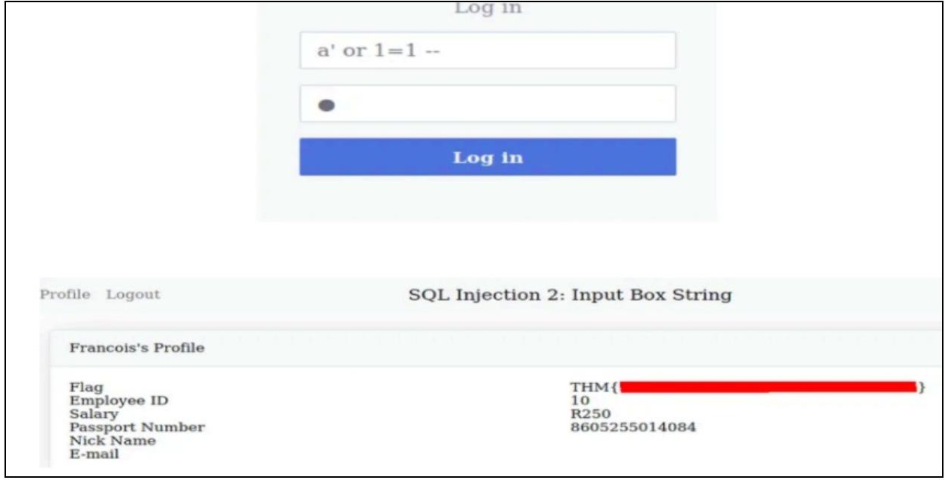 Log in
a' or 1=1 --
Log in
Profile Logout
SQL Injection 2: Input Box String
Francois's Profile
Flag THM{ }
Employee ID 10
Salary R250
Passport Number 8605255014084
Nick Name
E-mail